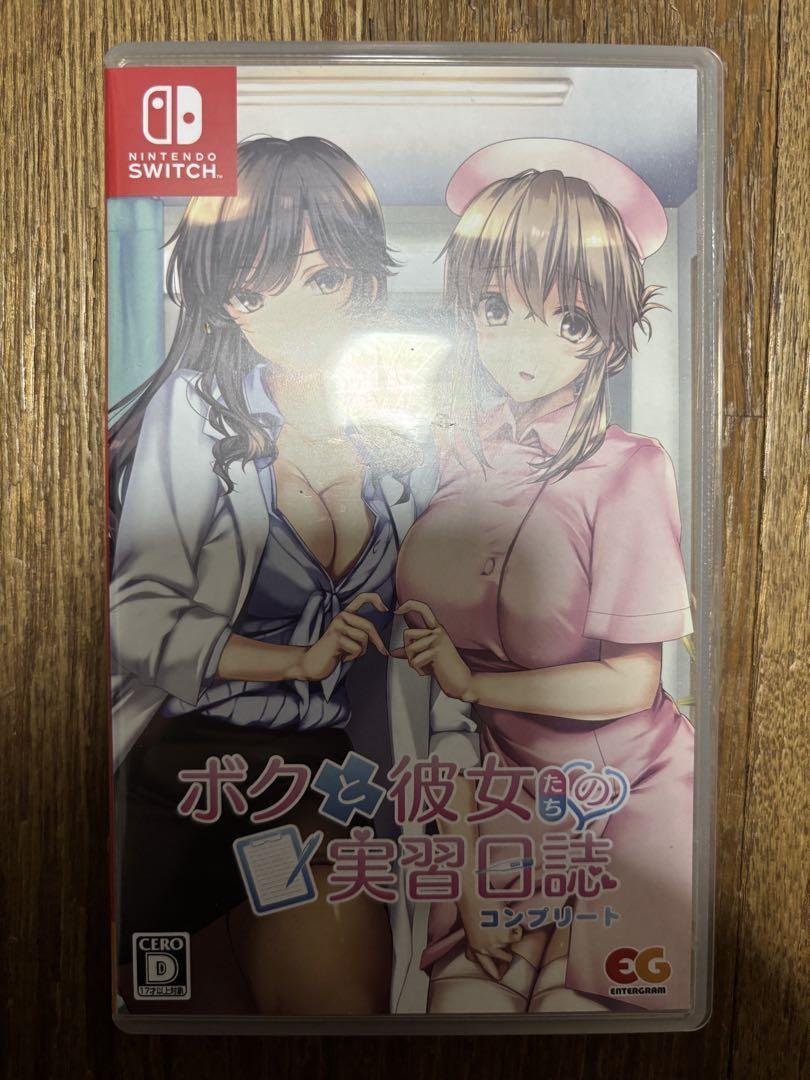 NINTENDO
SWITCH™
ボクと彼女たちの
実習日誌
コンプリート
CERO
D
17才以上対象
EG
ENTERGRAM